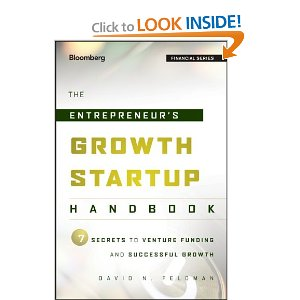 Click to LOOK INSIDE!
Bloomberg
FINANCIAL SERIES
THE
ENTREPRENEUR'S
GROWTH
STARTUP
HANDBOOK
7 SECRETS TO VENTURE FUNDING
AND SUCCESSFUL GROWTH
DAVID N. FELDMAN